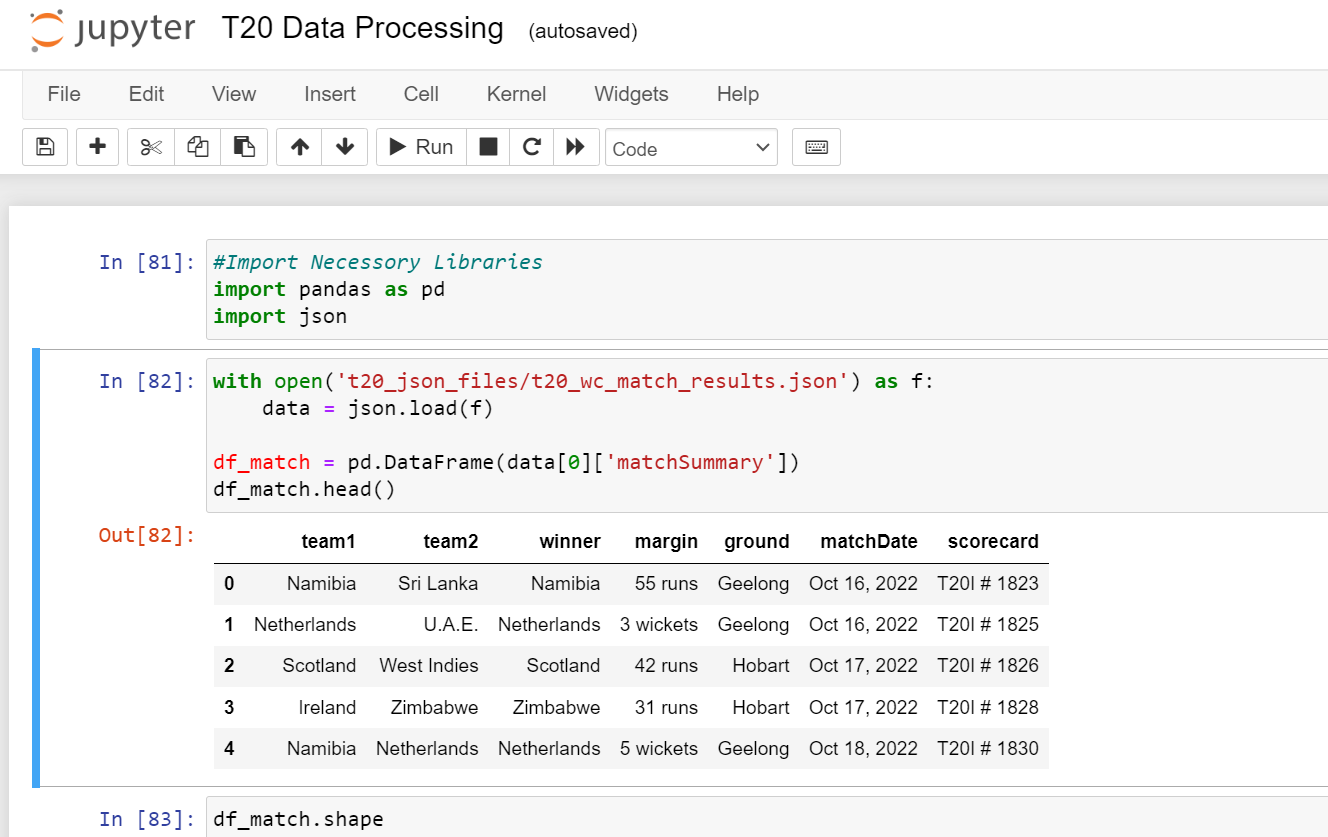 jupyter T20 Data Processing (autosaved)
File Edit View Insert Cell Kernel Widgets Help
Run Code
In [81]: #Import Necessory Libraries
import pandas as pd
import json
In [82]: with open('t20_json_files/t20_wc_match_results.json') as f:
    data = json.load(f)
df_match = pd.DataFrame(data[0]['matchSummary'])
df_match.head()
Out[82]:
team1 team2 winner margin ground matchDate scorecard
0 Namibia Sri Lanka Namibia 55 runs Geelong Oct 16, 2022 T20I # 1823
1 Netherlands U.A.E. Netherlands 3 wickets Geelong Oct 16, 2022 T20I # 1825
2 Scotland West Indies Scotland 42 runs Hobart Oct 17, 2022 T20I # 1826
3 Ireland Zimbabwe Zimbabwe 31 runs Hobart Oct 17, 2022 T20I # 1828
4 Namibia Netherlands Netherlands 5 wickets Geelong Oct 18, 2022 T20I # 1830
In [83]: df_match.shape